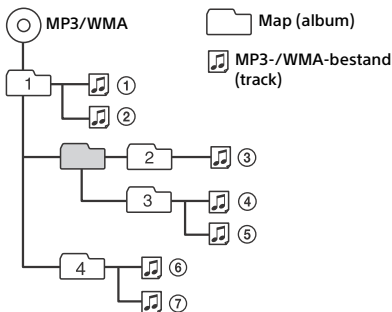 MP3/WMA
Map (album)
MP3-/WMA-bestand
(track)
1
①
②
2
③
3
④
⑤
4
⑥
⑦